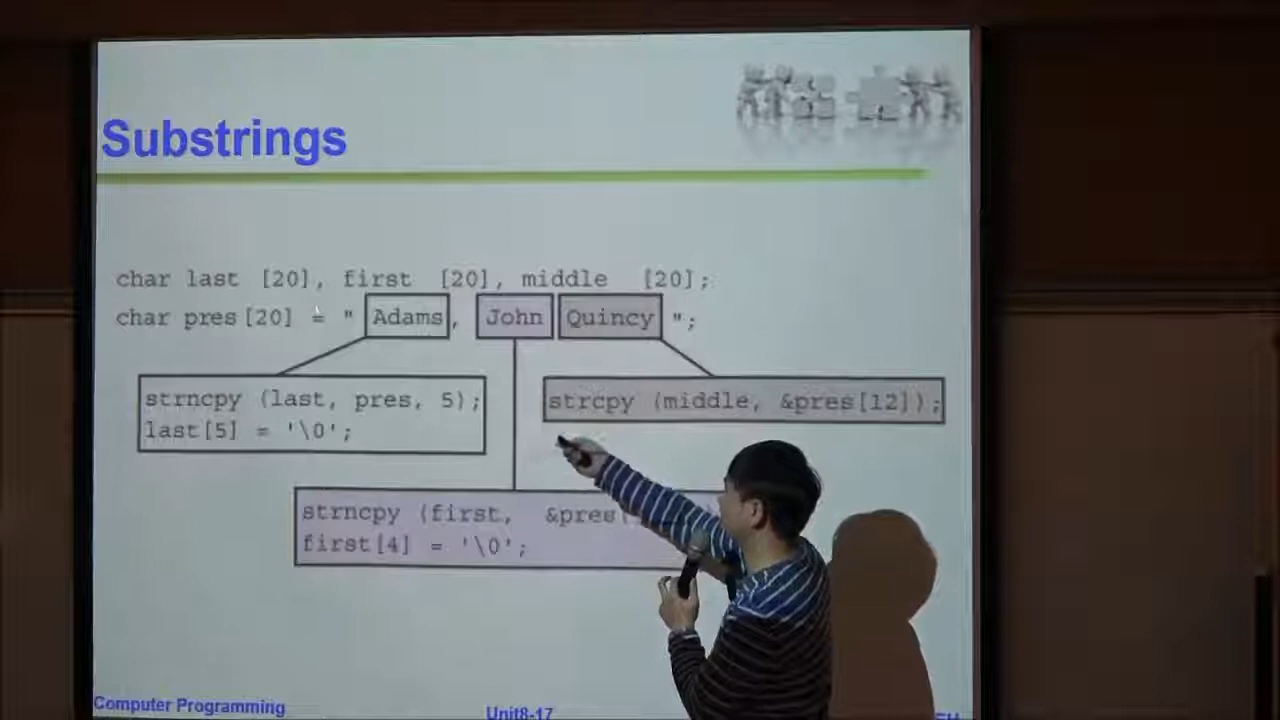 Substrings
char last [20], first [20], middle [20];
char pres[20] = " Adams, John Quincy ";
strncpy (last, pres, 5);
last[5] = '\0';
strcpy (middle, &pres[12]);
strncpy (first, &pres[
first[4] = '\0';
Computer Programming
Unit8-17